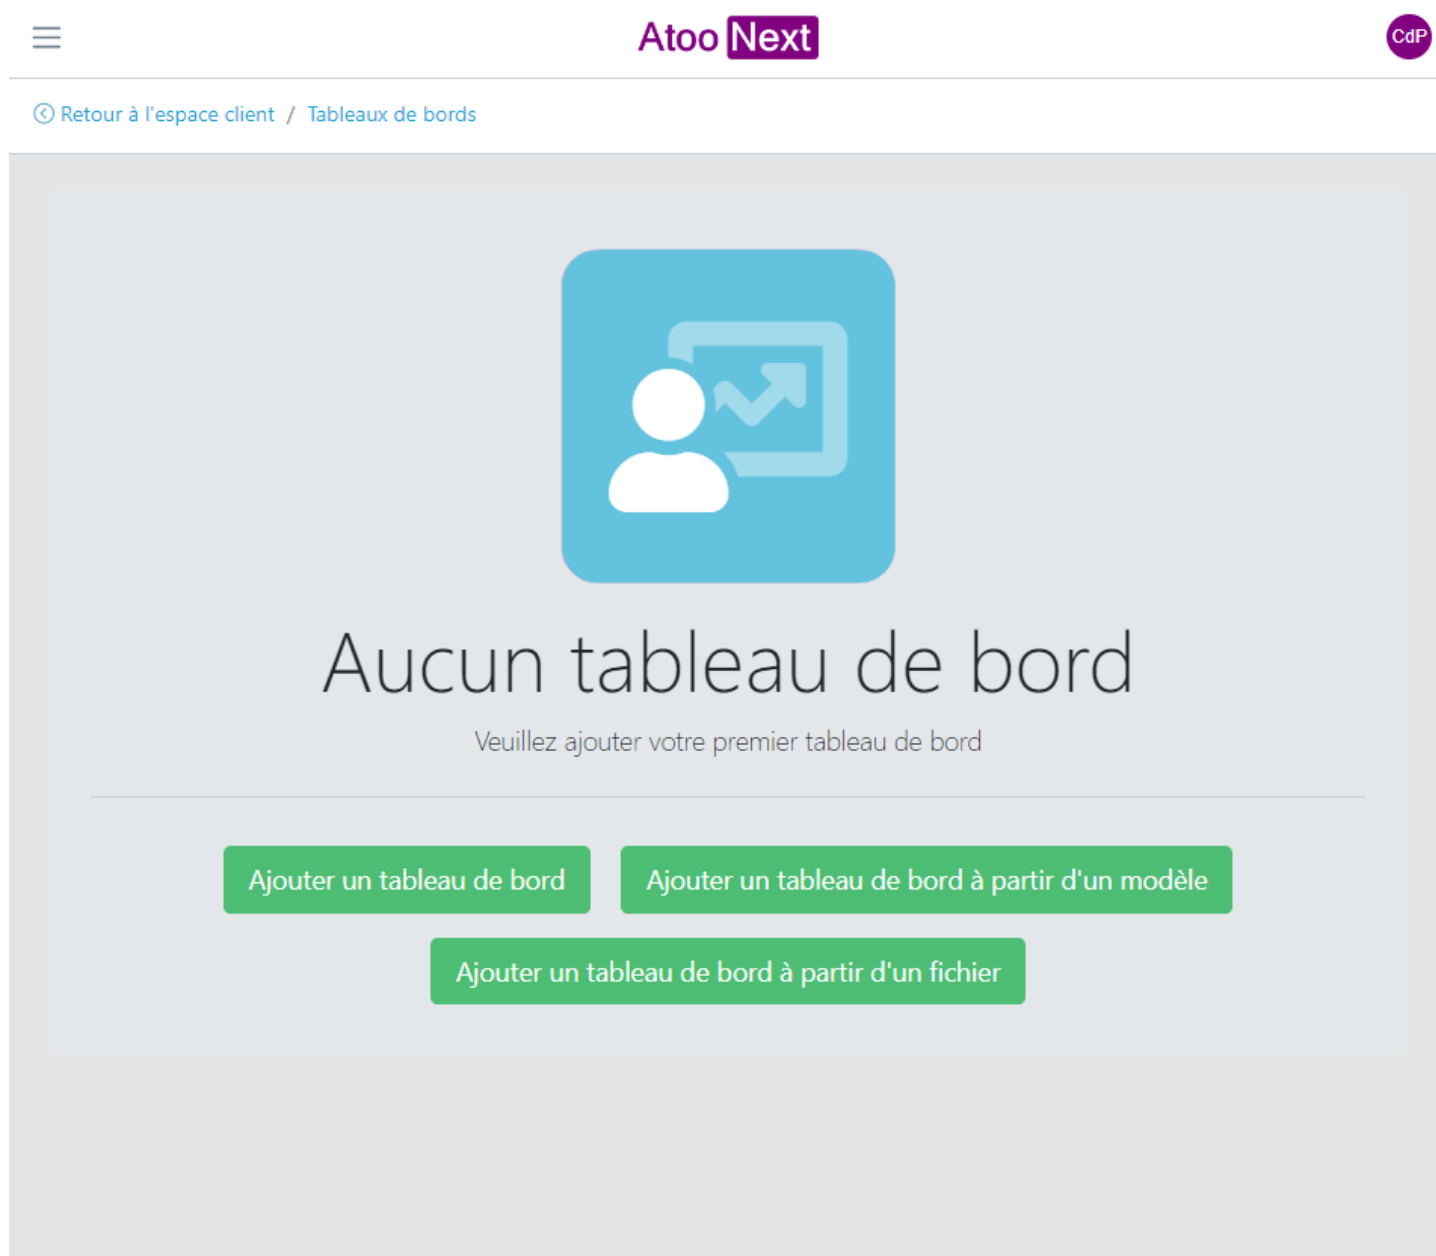 Atoo Next
CdP
Retour à l'espace client / Tableaux de bords
Aucun tableau de bord
Veuillez ajouter votre premier tableau de bord
Ajouter un tableau de bord
Ajouter un tableau de bord à partir d'un modèle
Ajouter un tableau de bord à partir d'un fichier